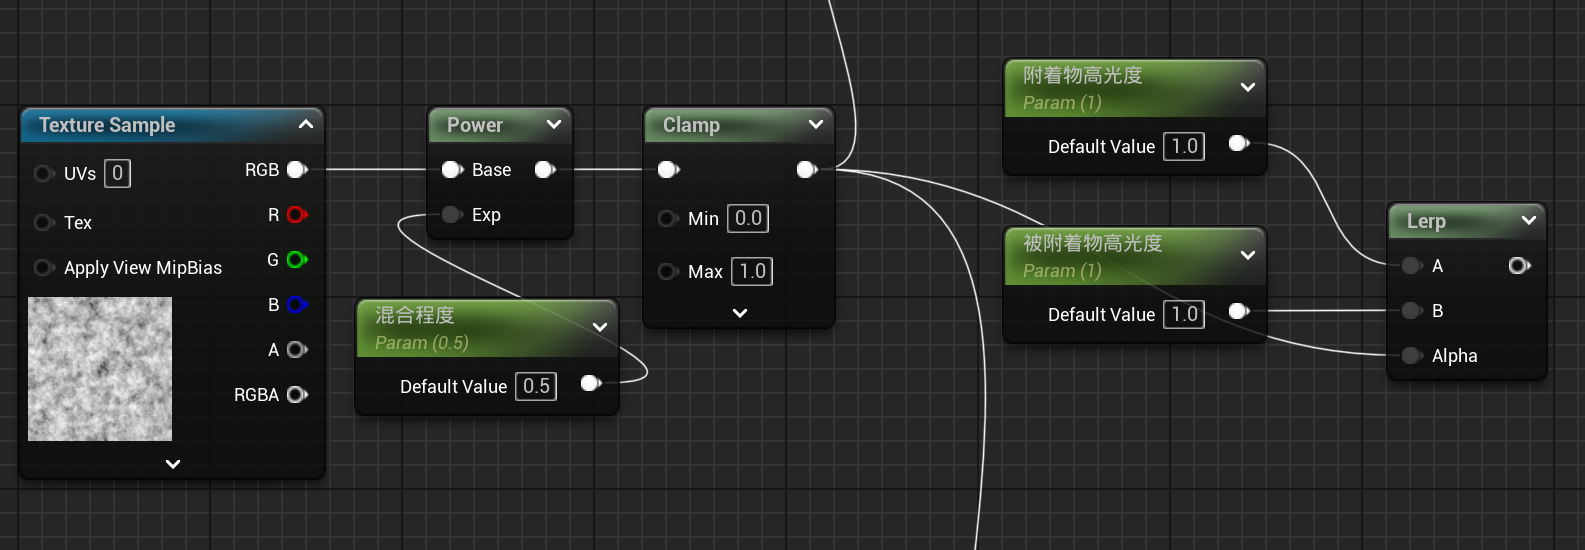 Texture Sample
UVs 0
Tex
Apply View MipBias
RGB
R
G
B
A
RGBA
Power
Base
Exp
混合程度
Param (0.5)
Default Value 0.5
Clamp
Min 0.0
Max 1.0
附着物高光度
Param (1)
Default Value 1.0
被附着物高光度
Param (1)
Default Value 1.0
Lerp
A
B
Alpha